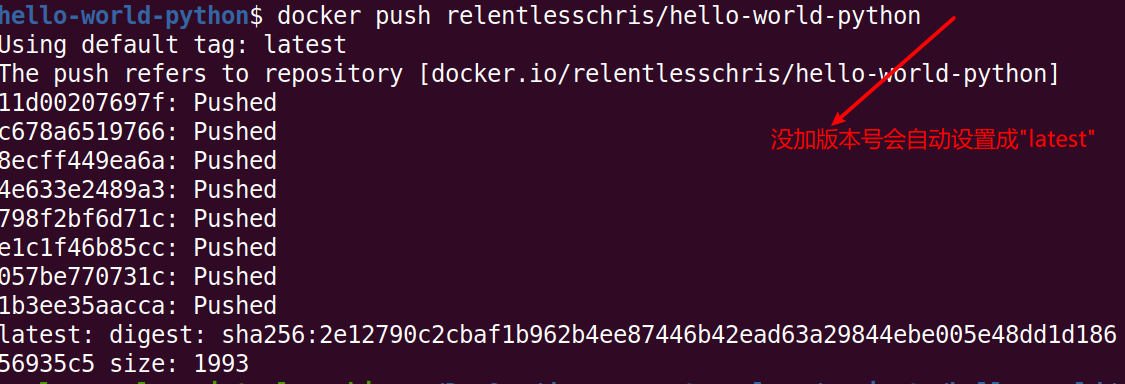 hello-world-python$ docker push relentlesschris/hello-world-python
Using default tag: latest
The push refers to repository [docker.io/relentlesschris/hello-world-python]
11d00207697f: Pushed
c678a6519766: Pushed
没加版本号会自动设置成"latest"
8ecff449ea6a: Pushed
4e633e2489a3: Pushed
798f2bf6d71c: Pushed
e1c1f46b85cc: Pushed
057be770731c: Pushed
1b3ee35aacca: Pushed
latest: digest: sha256:2e12790c2cbaf1b962b4ee87446b42ead63a29844ebe005e48dd1d186
56935c5 size: 1993